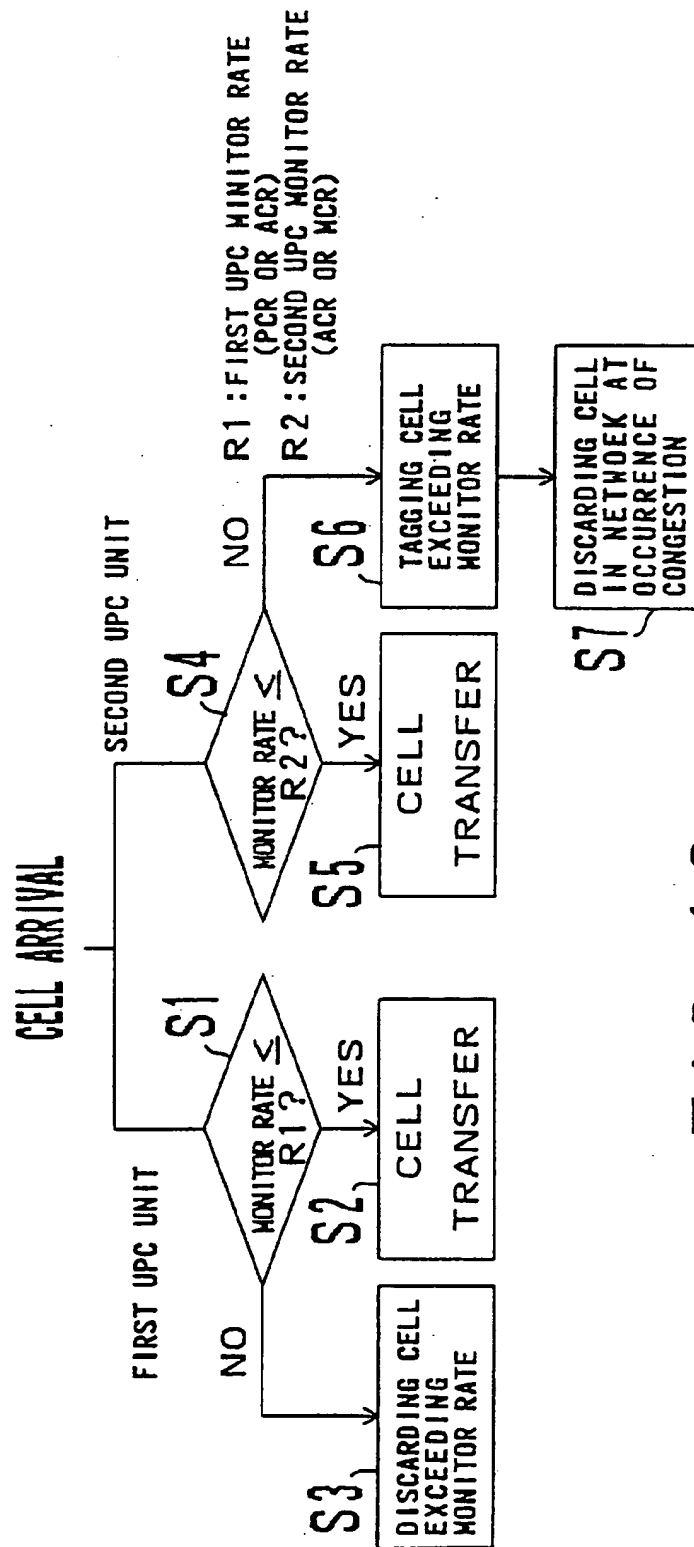 CELL ARRIVAL
FIRST UPC UNIT
SECOND UPC UNIT
S1
MONITOR RATE ≤
R1?
NO
YES
S2
CELL
TRANSFER
S3
DISCARDING CELL
EXCEEDING
MONITOR RATE
S4
MONITOR RATE ≤
R2?
NO
YES
S5
CELL
TRANSFER
S6
TAGGING CELL
EXCEEDING
MONITOR RATE
S7
DISCARDING CELL
IN NETWOEK AT
OCCURRENCE OF
CONGESTION
R1:FIRST UPC MINITOR RATE
(PCR OR ACR)
R2:SECOND UPC MONITOR RATE
(ACR OR MCR)